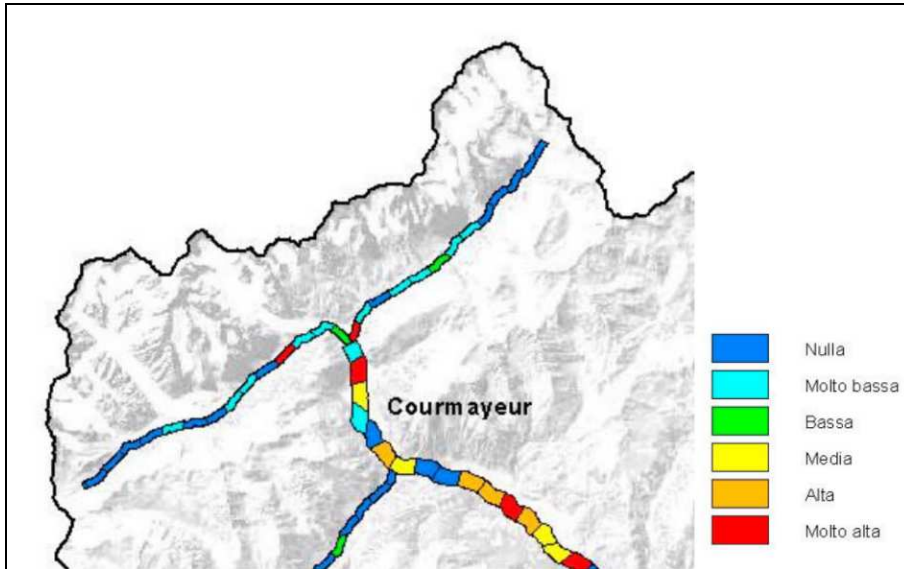 Courmayeur
Nulla
Molto bassa
Bassa
Media
Alta
Molto alta